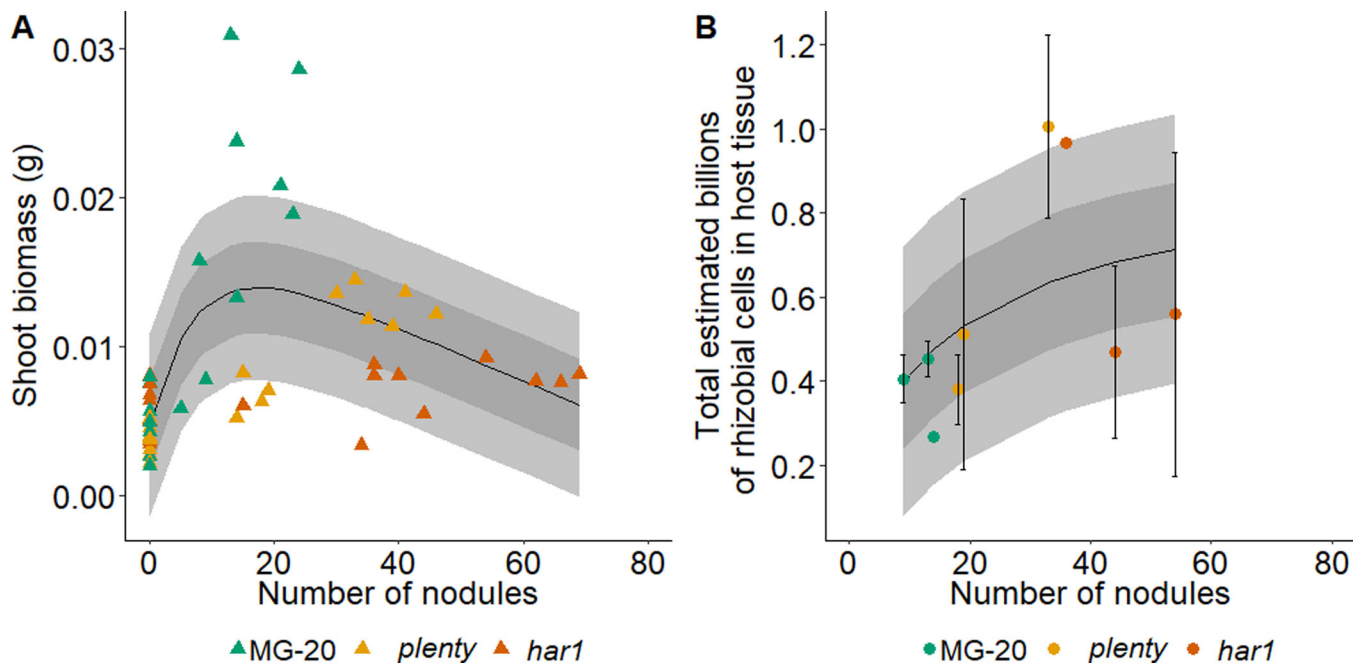 A
Shoot biomass (g)
0.03
0.02
0.01
0.00
0 20 40 60 80
Number of nodules
MG-20 plenty har1
B
Total estimated billions
of rhizobial cells in host tissue
1.2
1.0
0.8
0.6
0.4
0.2
0 20 40 60 80
Number of nodules
MG-20 plenty har1